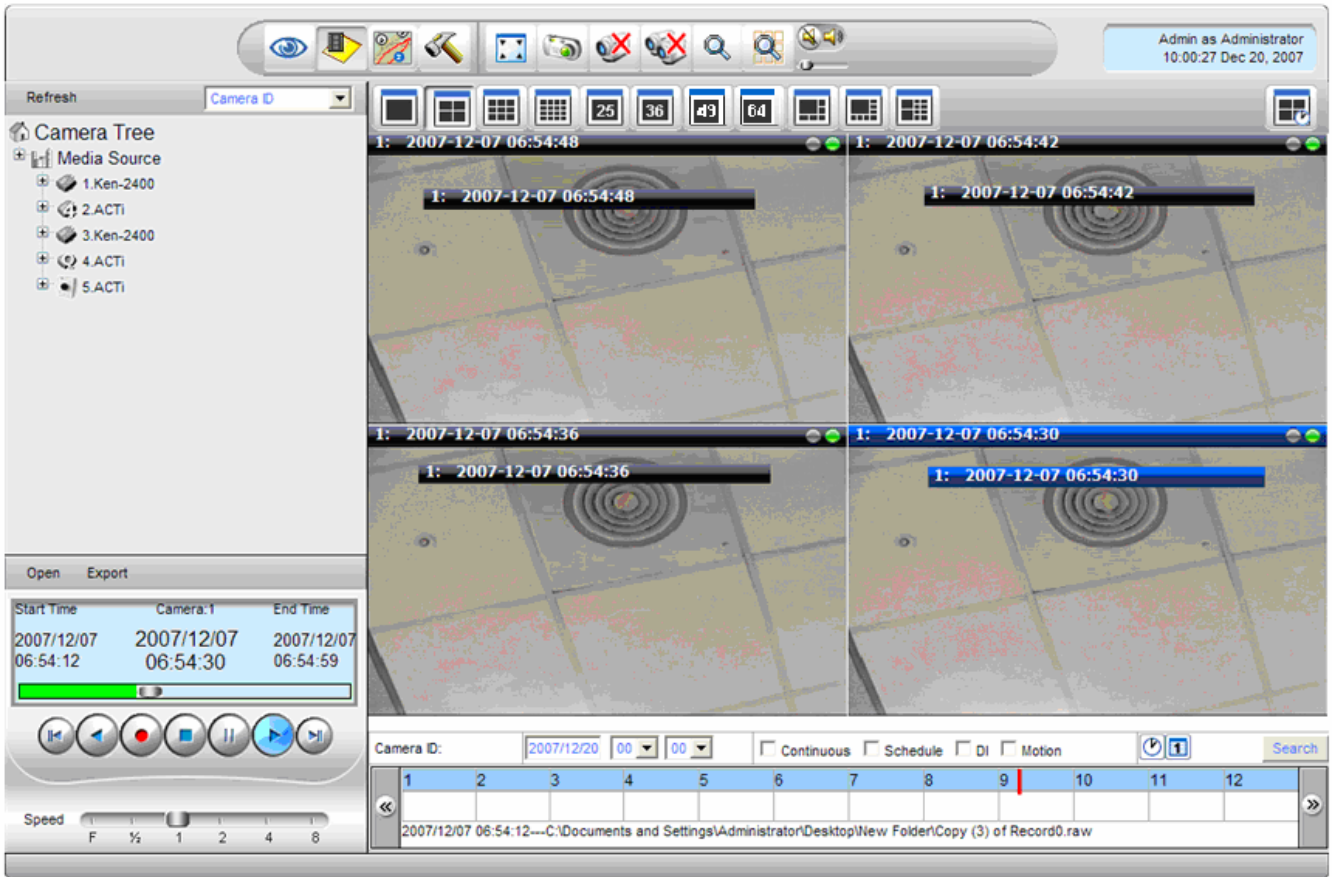 Admin as Administrator
10:00:27 Dec 20, 2007
Refresh
Camera ID
25
36
49
64
Camera Tree
Media Source
1.Ken-2400
2.ACTi
3.Ken-2400
4.ACTi
5.ACTi
1: 2007-12-07 06:54:48
1: 2007-12-07 06:54:48
1: 2007-12-07 06:54:42
1: 2007-12-07 06:54:42
1: 2007-12-07 06:54:36
1: 2007-12-07 06:54:36
1: 2007-12-07 06:54:30
1: 2007-12-07 06:54:30
Open Export
Start Time Camera:1 End Time
2007/12/07 2007/12/07 2007/12/07
06:54:12 06:54:30 06:54:59
Speed
F ½ 1 2 4 8
Camera ID: 2007/12/20 00 00 Continuous Schedule DI Motion 1 Search
1 2 3 4 5 6 7 8 9 10 11 12
2007/12/07 06:54:12---C:\Documents and Settings\Administrator\Desktop\New Folder\Copy (3) of Record0.raw